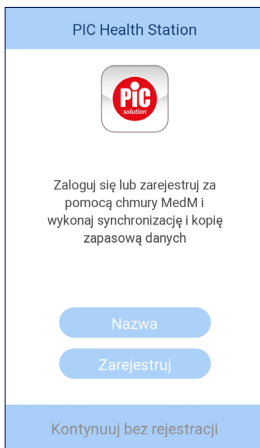 PIC Health Station
PiC
solution
Zaloguj się lub zarejestruj za
pomocą chmury MedM i
wykonaj synchronizację i kopię
zapasową danych
Nazwa
Zarejestruj
Kontynuuj bez rejestracji